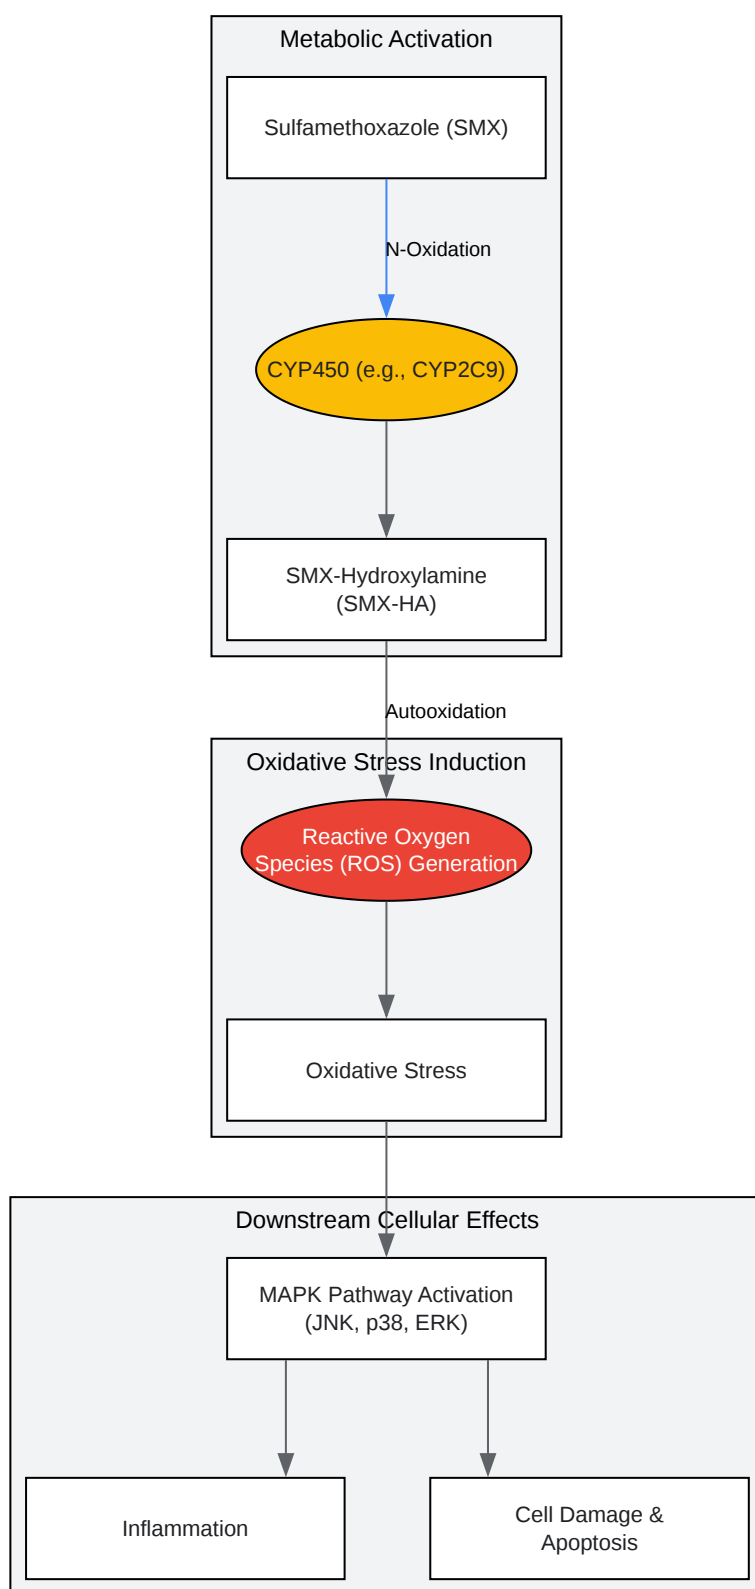 Metabolic Activation
Sulfamethoxazole (SMX)
N-Oxidation
CYP450 (e.g., CYP2C9)
SMX-Hydroxylamine
(SMX-HA)
Autooxidation
Oxidative Stress Induction
Reactive Oxygen
Species (ROS) Generation
Oxidative Stress
Downstream Cellular Effects
MAPK Pathway Activation
(JNK, p38, ERK)
Inflammation
Cell Damage &
Apoptosis